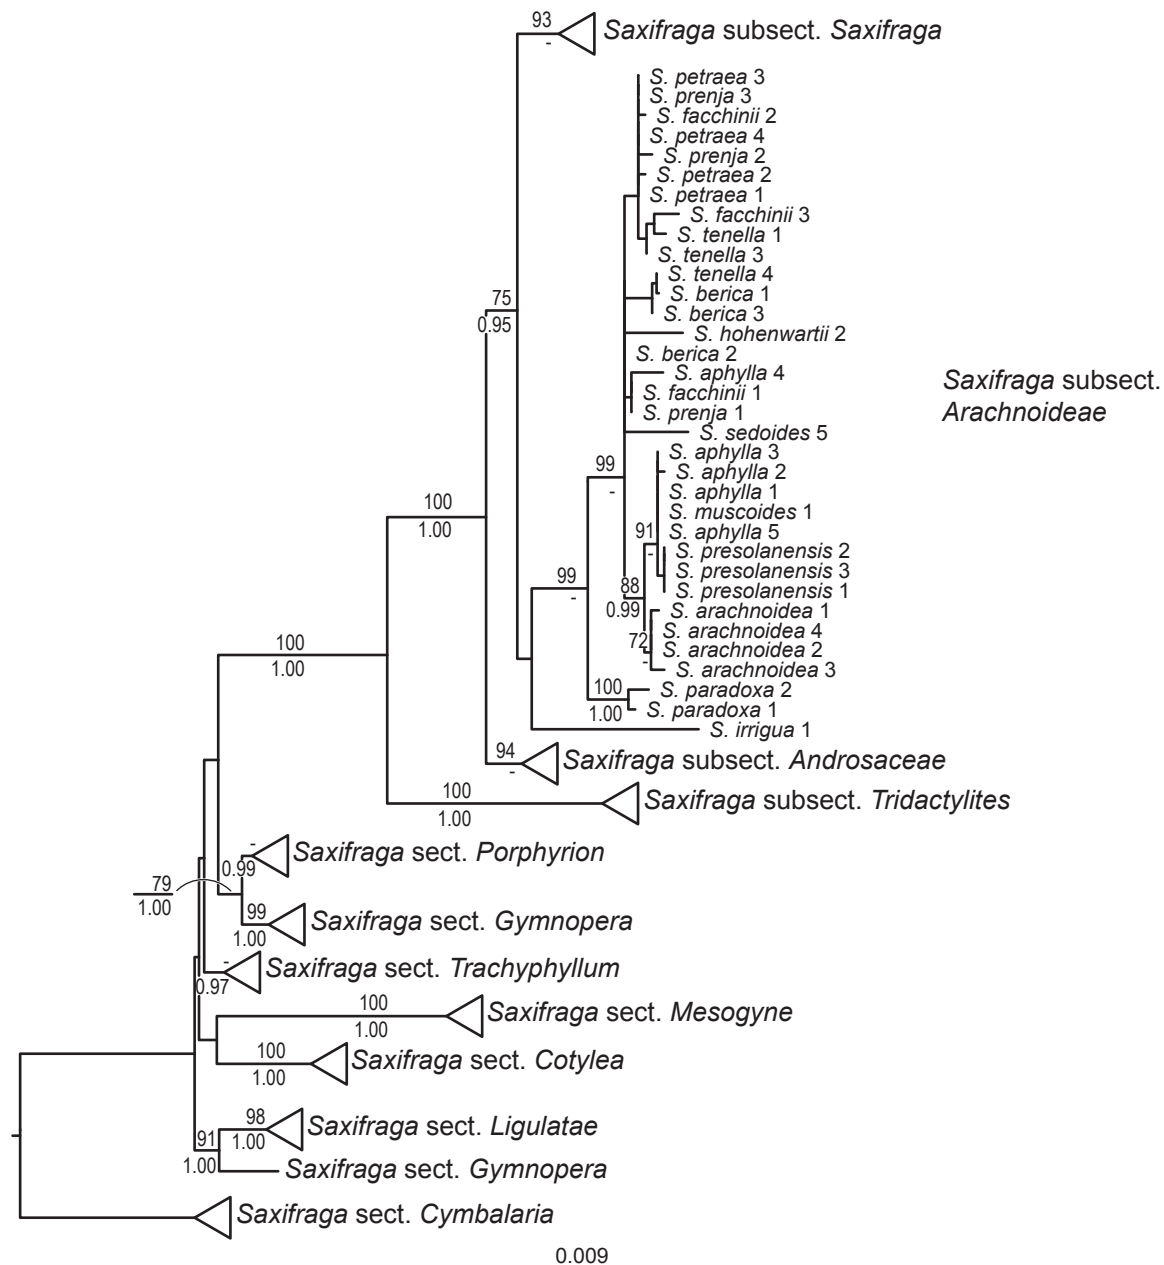 93
-
Saxifraga subsect. Saxifraga
S. petraea 3
S. prenja 3
S. facchinii 2
S. petraea 4
S. prenja 2
S. petraea 2
S. petraea 1
S. facchinii 3
S. tenella 1
S. tenella 3
S. tenella 4
S. berica 1
S. berica 3
75
0.95
S. hohenwartii 2
S. berica 2
S. aphylla 4
S. facchinii 1
S. prenja 1
Saxifraga subsect.
Arachnoideae
S. sedoides 5
S. aphylla 3
99
-
S. aphylla 2
S. aphylla 1
S. muscoides 1
100
1.00
S. aphylla 5
91
-
S. presolanensis 2
S. presolanensis 3
S. presolanensis 1
99
-
88
0.99
S. arachnoidea 1
S. arachnoidea 4
72
-
S. arachnoidea 2
S. arachnoidea 3
100
1.00
100
1.00
S. paradoxa 2
S. paradoxa 1
S. irrigua 1
94
-
Saxifraga subsect. Androsaceae
100
1.00
Saxifraga subsect. Tridactylites
-
0.99
Saxifraga sect. Porphyrion
79
1.00
99
1.00
Saxifraga sect. Gymnopera
-
0.97
Saxifraga sect. Trachyphyllum
100
1.00
Saxifraga sect. Mesogyne
100
1.00
Saxifraga sect. Cotylea
98
1.00
Saxifraga sect. Ligulatae
91
1.00
Saxifraga sect. Gymnopera
Saxifraga sect. Cymbalaria
0.009